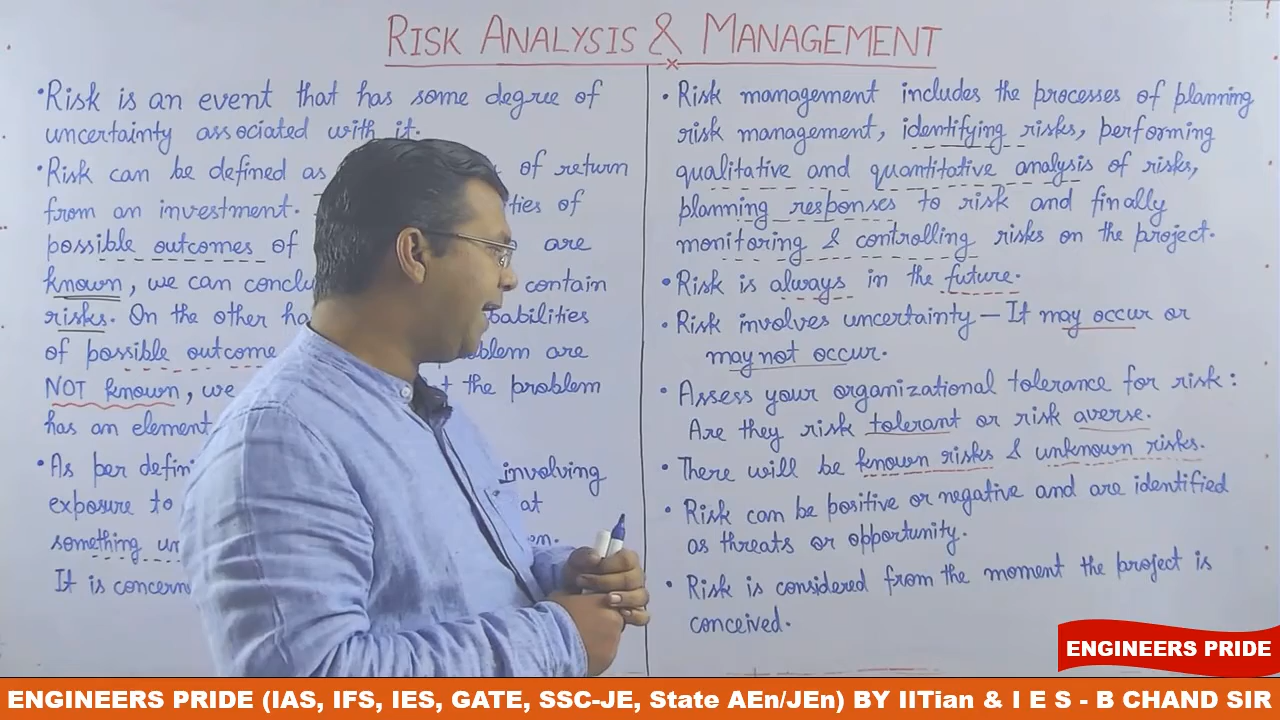 RISK ANALYSIS & MANAGEMENT
• Risk is an event that has some degree of
uncertainty associated with it.
• Risk can be defined as of return
from an investment. ties of
possible outcomes of are
known, we can conclu contain
risks. On the other ha babilities
of possible outcome blem are
NOT known, we t the problem
has an element
• As per defini involving
exposure to at
something un en.
It is concern
• Risk management includes the processes of planning
risk management, identifying risks, performing
qualitative and quantitative analysis of risks,
planning responses to risk and finally
monitoring & controlling risks on the project.
• Risk is always in the future.
• Risk involves uncertainty – It may occur or
may not occur.
• Assess your organizational tolerance for risk :
Are they risk tolerant or risk averse.
• There will be known risks & unknown risks.
• Risk can be positive or negative and are identified
as threats or opportunity.
• Risk is considered from the moment the project is
conceived.
ENGINEERS PRIDE
ENGINEERS PRIDE (IAS, IFS, IES, GATE, SSC-JE, State AEn/JEn) BY IITian & I E S - B CHAND SIR